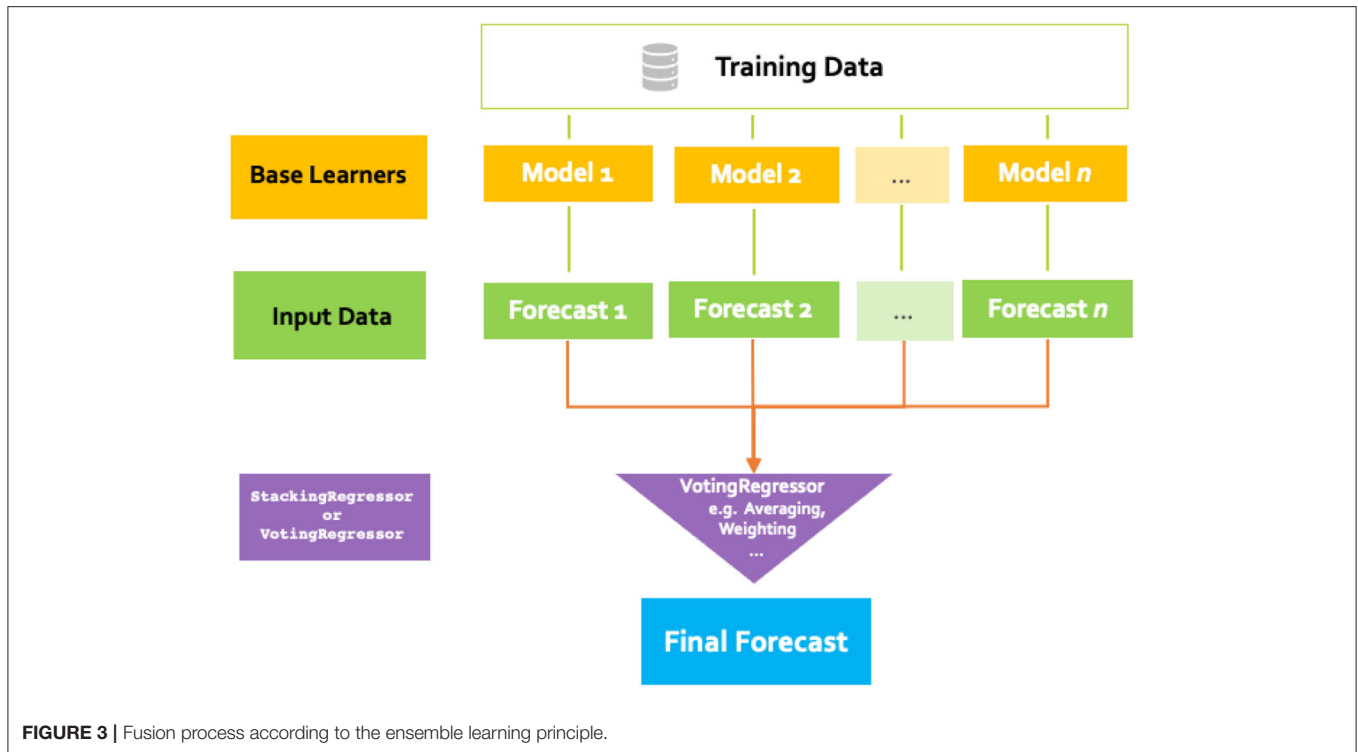 Training Data
Base Learners
Model 1
Model 2
...
Model n
Input Data
Forecast 1
Forecast 2
...
Forecast n
StackingRegressor
or
VotingRegressor
VotingRegressor
e.g. Averaging,
Weighting
...
Final Forecast
FIGURE 3 | Fusion process according to the ensemble learning principle.